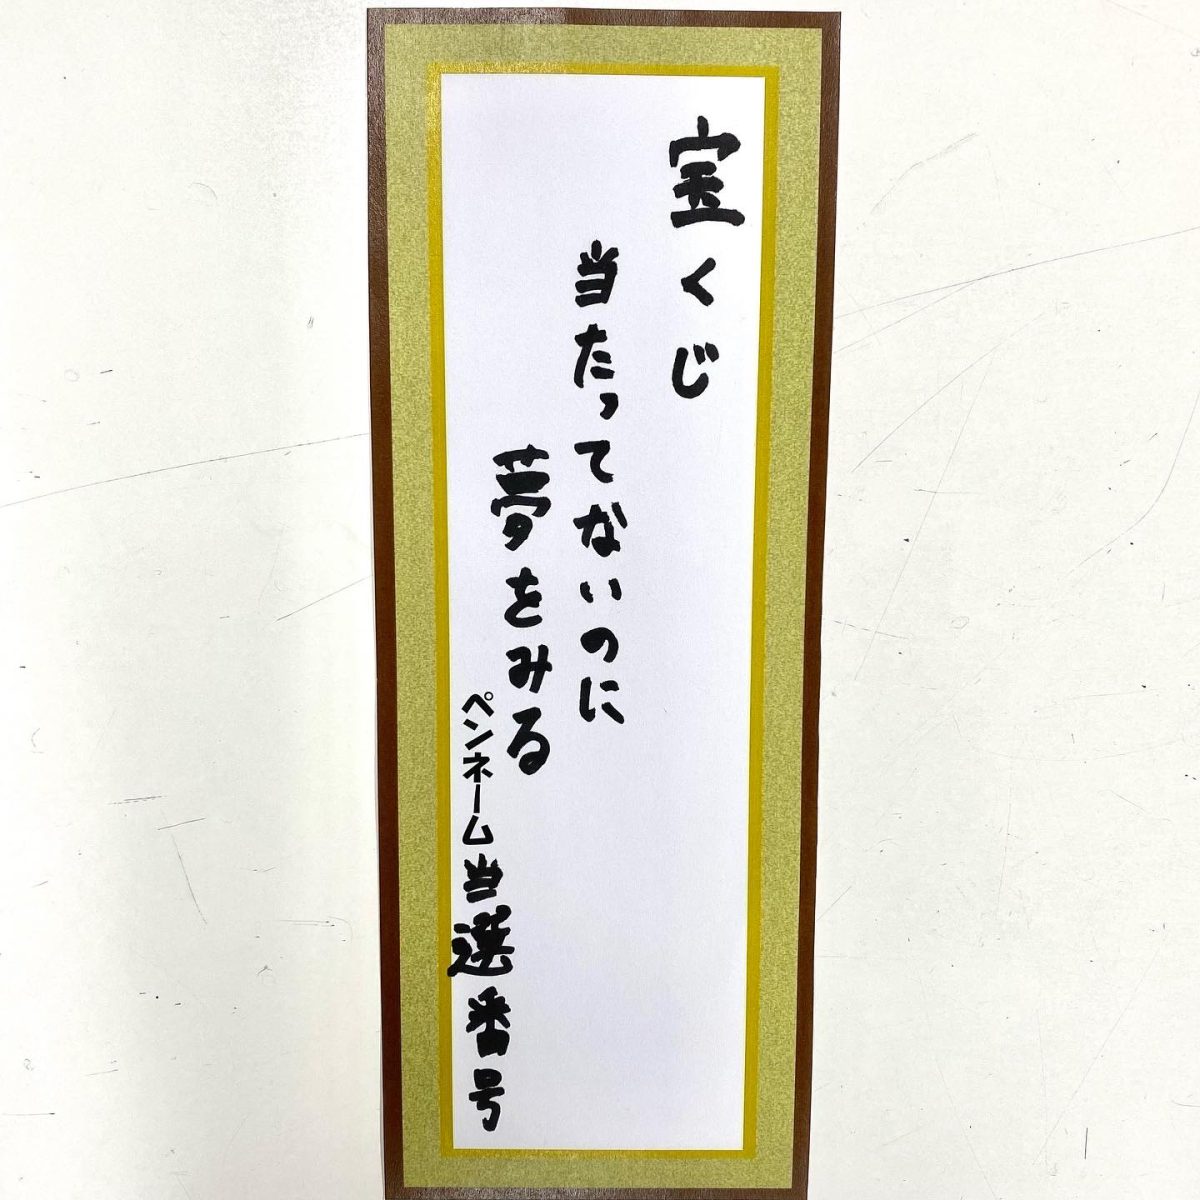 宝くじ
当たってないのに
夢をみる
ペンネーム当選番号